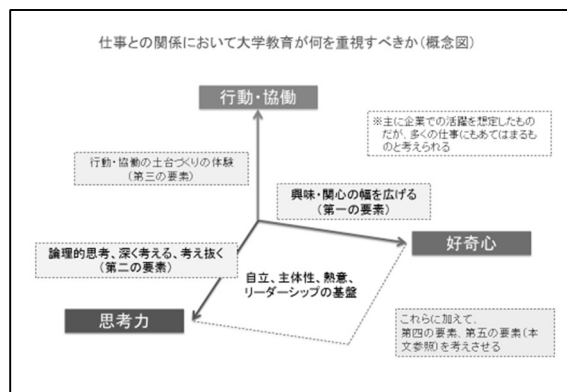 仕事との関係において大学教育が何を重視すべきか（概念図）
行動・協働
※主に企業での活躍を想定したもの
だが、多くの仕事にもあてはまるも
のと考えられる
行動・協働の土台づくりの体験
（第三の要素）
興味・関心の幅を広げる
（第一の要素）
論理的思考、深く考える、考え抜く
（第二の要素）
好奇心
自立、主体性、熱意、
リーダーシップの基盤
思考力
これらに加えて、
第四の要素、第五の要素（本
文参照）を考えさせる